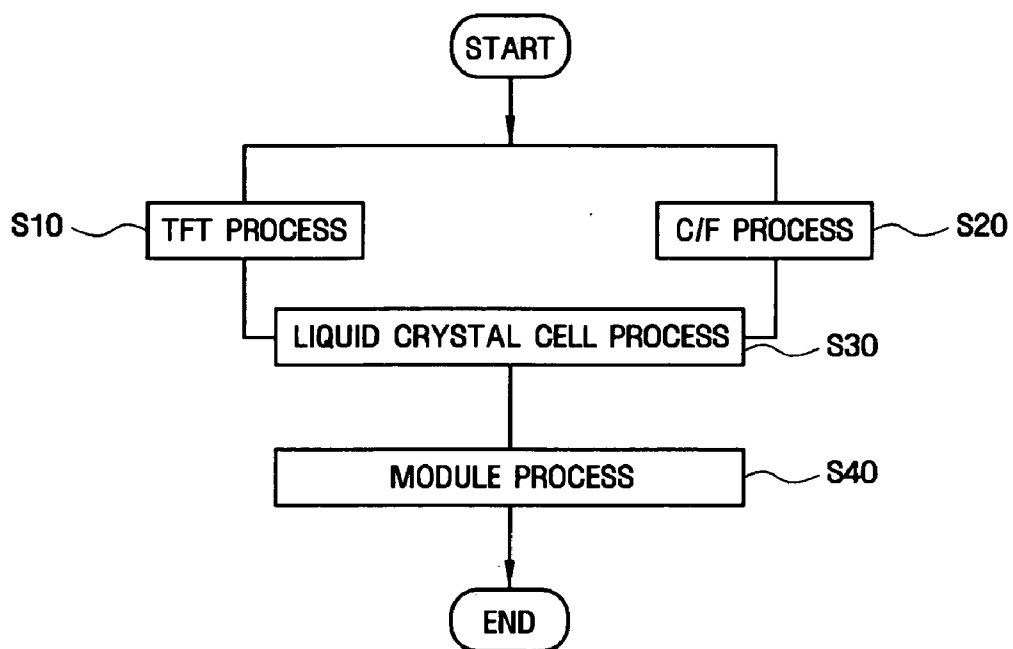 START
S10
TFT PROCESS
C/F PROCESS
S20
LIQUID CRYSTAL CELL PROCESS
S30
MODULE PROCESS
S40
END